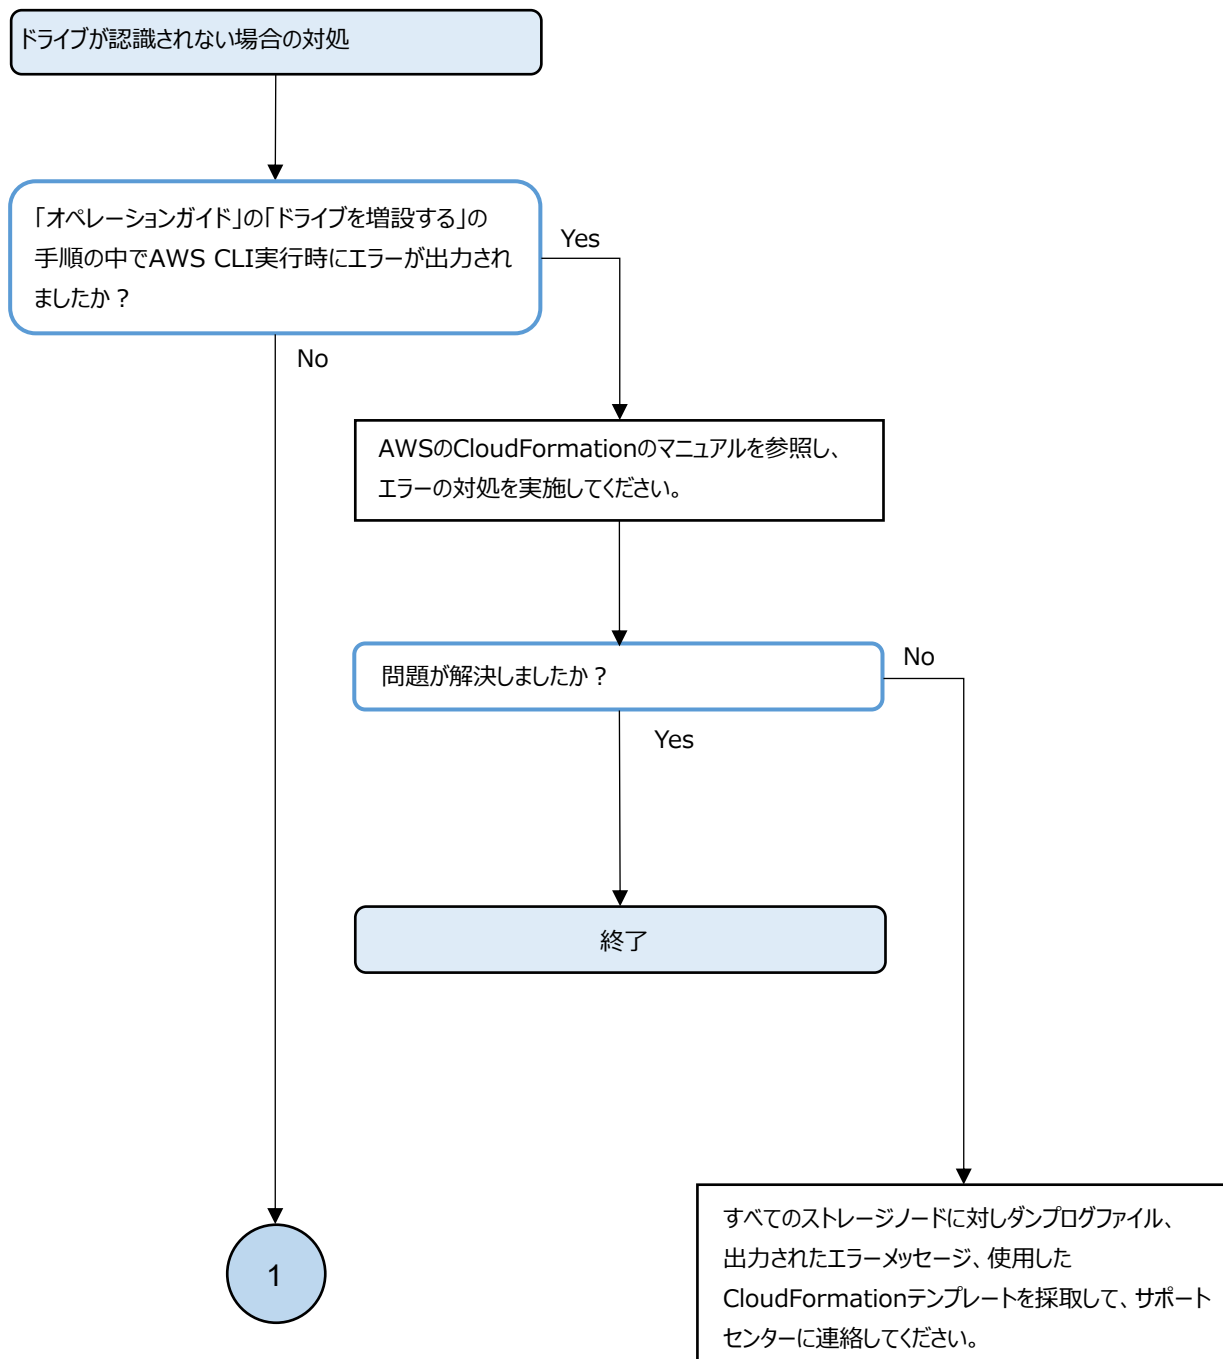 ドライブが認識されない場合の対処
「オペレーションガイド」の「ドライブを増設する」の
手順の中でAWS CLI実行時にエラーが出力され
ましたか？
Yes
No
AWSのCloudFormationのマニュアルを参照し、
エラーの対処を実施してください。
問題が解決しましたか？
No
Yes
終了
1
すべてのストレージノードに対しダンプログファイル、
出力されたエラーメッセージ、使用した
CloudFormationテンプレートを採取して、サポート
センターに連絡してください。